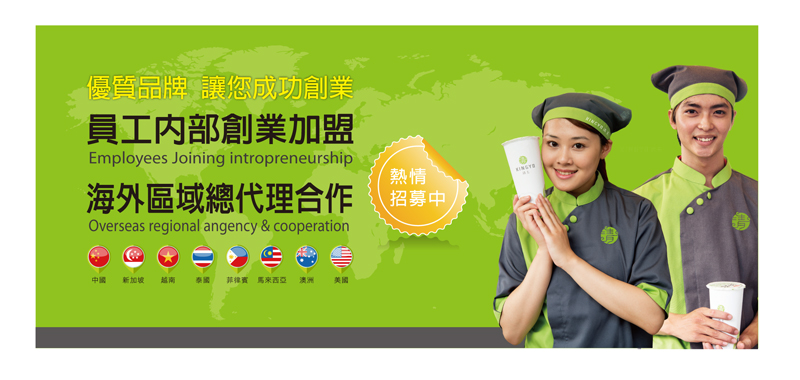 優質品牌 讓您成功創業
員工內部創業加盟
Employees Joining intropreneurship
海外區域總代理合作
Overseas regional angency & cooperation
熱情
招募中
中國 新加坡 越南 泰國 菲律賓 馬來西亞 澳洲 美國
XINGYU